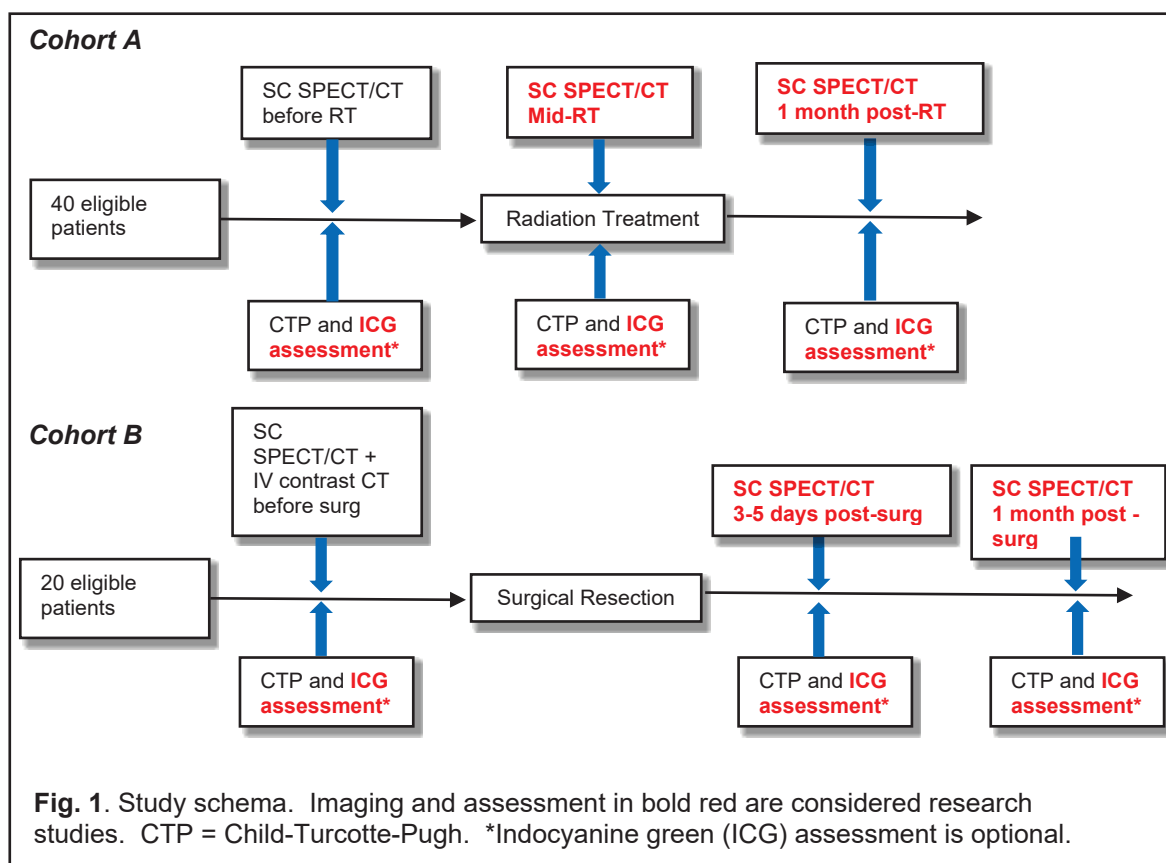 Cohort A
SC SPECT/CT
before RT
SC SPECT/CT
Mid-RT
SC SPECT/CT
1 month post-RT
40 eligible
patients
Radiation Treatment
CTP and ICG
assessment*
CTP and ICG
assessment*
CTP and ICG
assessment*
Cohort B
SC
SPECT/CT +
IV contrast CT
before surg
SC SPECT/CT
3-5 days post-surg
SC SPECT/CT
1 month post -
surg
20 eligible
patients
Surgical Resection
CTP and ICG
assessment*
CTP and ICG
assessment*
CTP and ICG
assessment*
Fig. 1. Study schema. Imaging and assessment in bold red are considered research
studies. CTP = Child-Turcotte-Pugh. *Indocyanine green (ICG) assessment is optional.